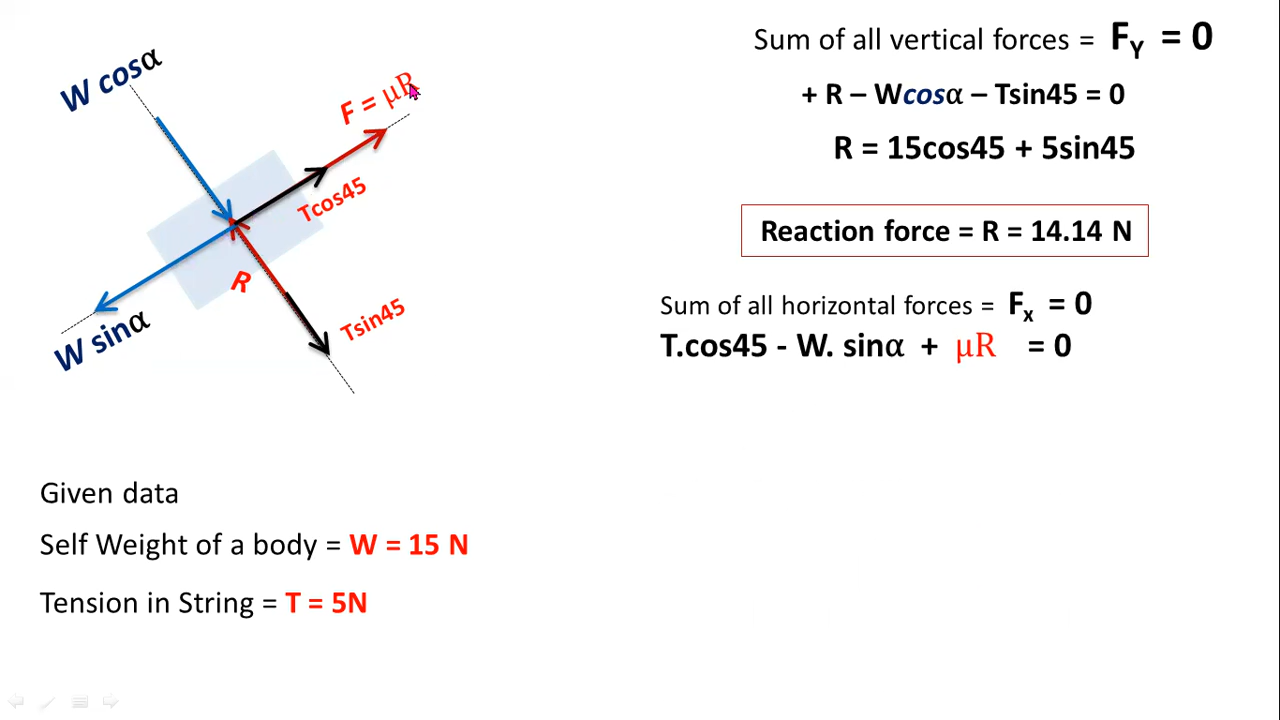 W cosα
F = μR
Tcos45
R
W sinα
Tsin45
Sum of all vertical forces = FY = 0
+ R – Wcosα – Tsin45 = 0
R = 15cos45 + 5sin45
Reaction force = R = 14.14 N
Sum of all horizontal forces = Fx = 0
T.cos45 - W. sinα + μR = 0
Given data
Self Weight of a body = W = 15 N
Tension in String = T = 5N